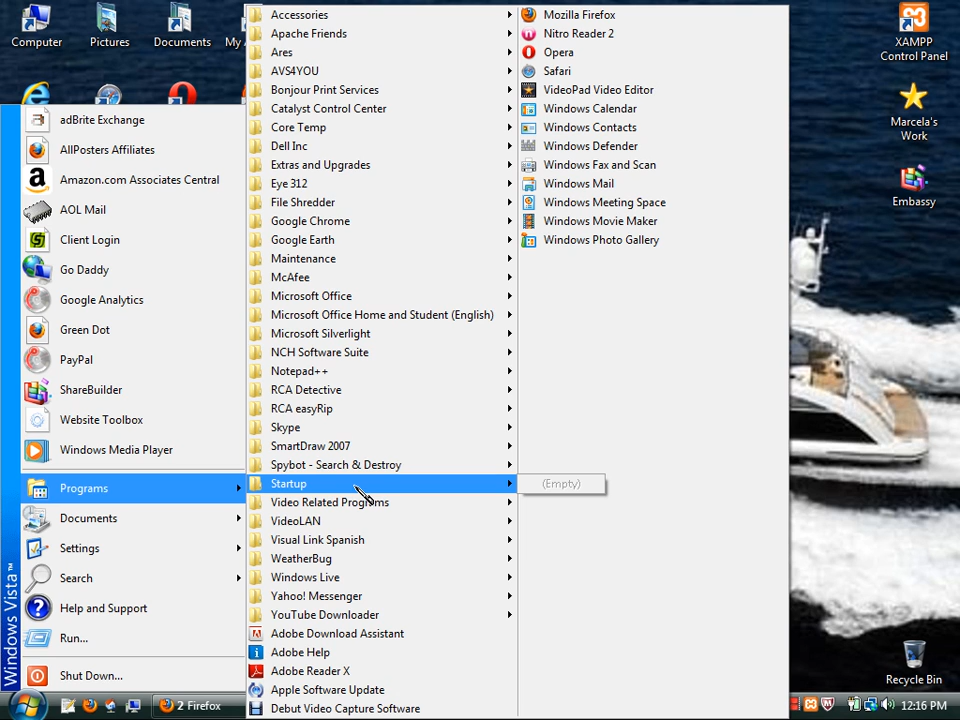 Computer
Pictures
Documents
My
XAMPP
Control Panel
Marcela's
Work
Embassy
Recycle Bin
adBrite Exchange
AllPosters Affiliates
Amazon.com Associates Central
AOL Mail
Client Login
Go Daddy
Google Analytics
Green Dot
PayPal
ShareBuilder
Website Toolbox
Windows Media Player
Programs
Documents
Settings
Search
Help and Support
Run...
Shut Down...
Windows Vista™
Accessories
Apache Friends
Ares
AVS4YOU
Bonjour Print Services
Catalyst Control Center
Core Temp
Dell Inc
Extras and Upgrades
Eye 312
File Shredder
Google Chrome
Google Earth
Maintenance
McAfee
Microsoft Office
Microsoft Office Home and Student (English)
Microsoft Silverlight
NCH Software Suite
Notepad++
RCA Detective
RCA easyRip
Skype
SmartDraw 2007
Spybot - Search & Destroy
Startup
Video Related Programs
VideoLAN
Visual Link Spanish
WeatherBug
Windows Live
Yahoo! Messenger
YouTube Downloader
Adobe Download Assistant
Adobe Help
Adobe Reader X
Apple Software Update
Debut Video Capture Software
Mozilla Firefox
Nitro Reader 2
Opera
Safari
VideoPad Video Editor
Windows Calendar
Windows Contacts
Windows Defender
Windows Fax and Scan
Windows Mail
Windows Meeting Space
Windows Movie Maker
Windows Photo Gallery
(Empty)
2 Firefox
12:16 PM